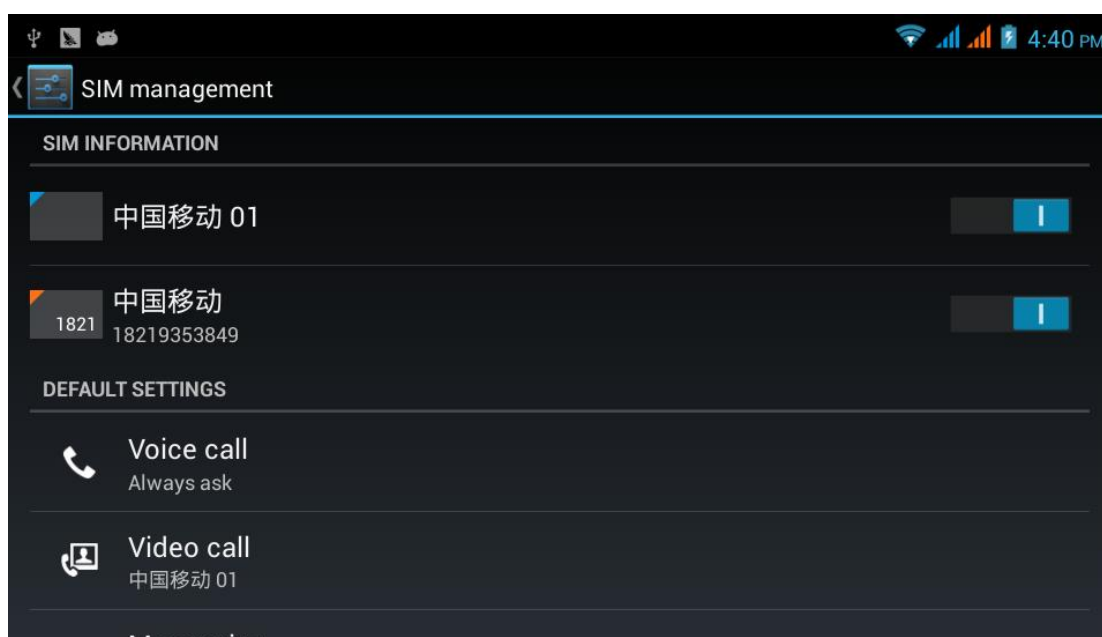 4:40 PM
SIM management
SIM INFORMATION
中国移动 01
中国移动
1821
18219353849
DEFAULT SETTINGS
Voice call
Always ask
Video call
中国移动 01